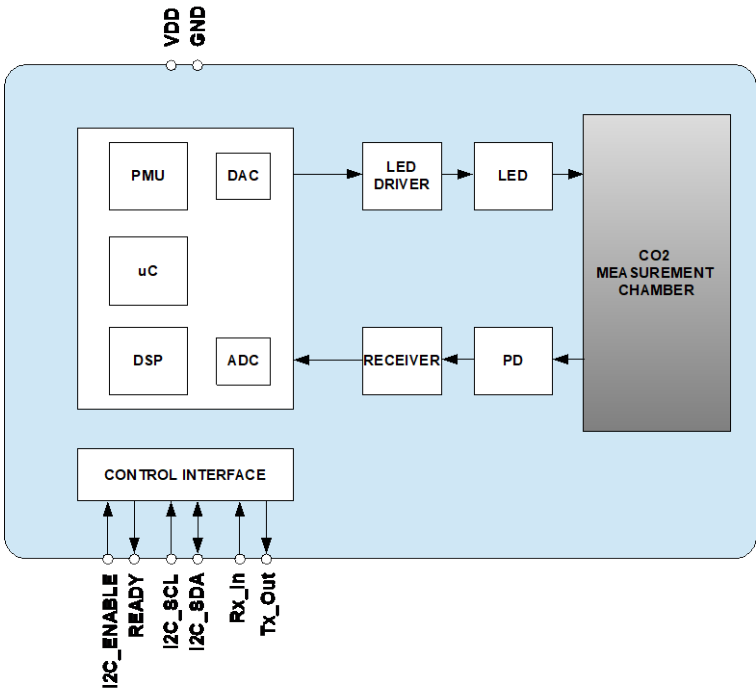 VDD
GND
PMU
DAC
LED
DRIVER
LED
CO2
MEASUREMENT
CHAMBER
uC
DSP
ADC
RECEIVER
PD
CONTROL INTERFACE
I2C_ENABLE
READY
I2C_SCL
I2C_SDA
Rx_In
Tx_Out